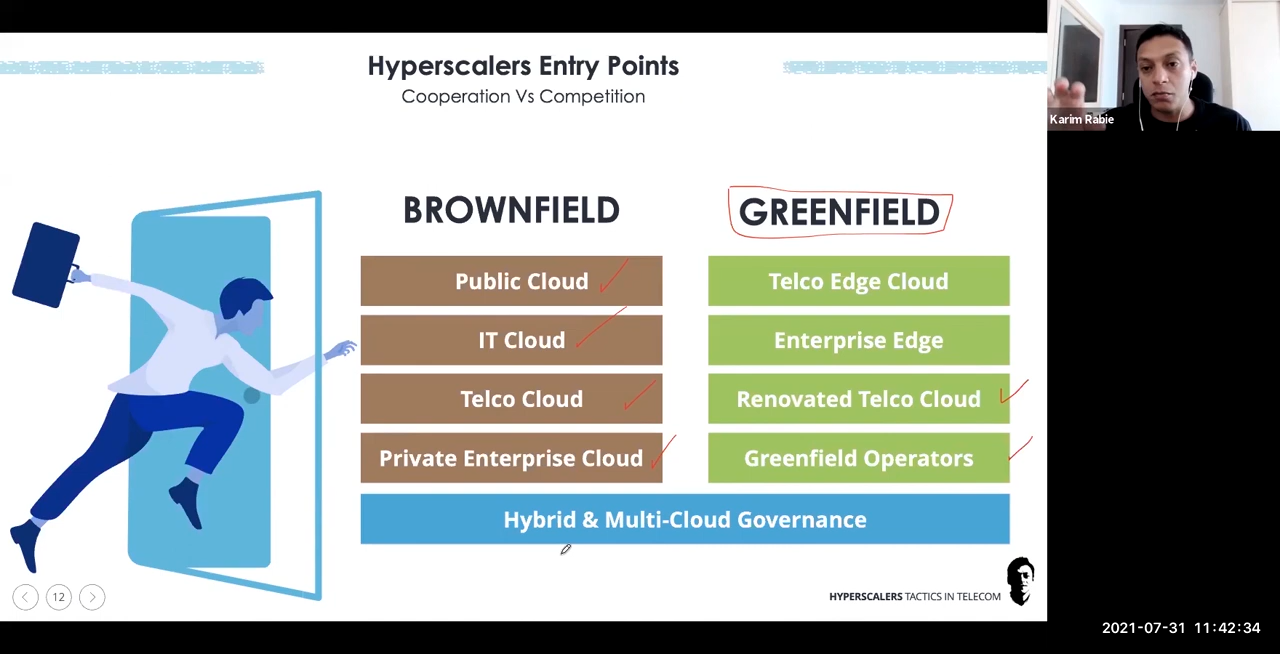 Hyperscalers Entry Points
Cooperation Vs Competition
Karim Rabie
BROWNFIELD
GREENFIELD
Public Cloud
Telco Edge Cloud
IT Cloud
Enterprise Edge
Telco Cloud
Renovated Telco Cloud
Private Enterprise Cloud
Greenfield Operators
Hybrid & Multi-Cloud Governance
12
HYPERSCALERS TACTICS IN TELECOM
2021-07-31 11:42:34